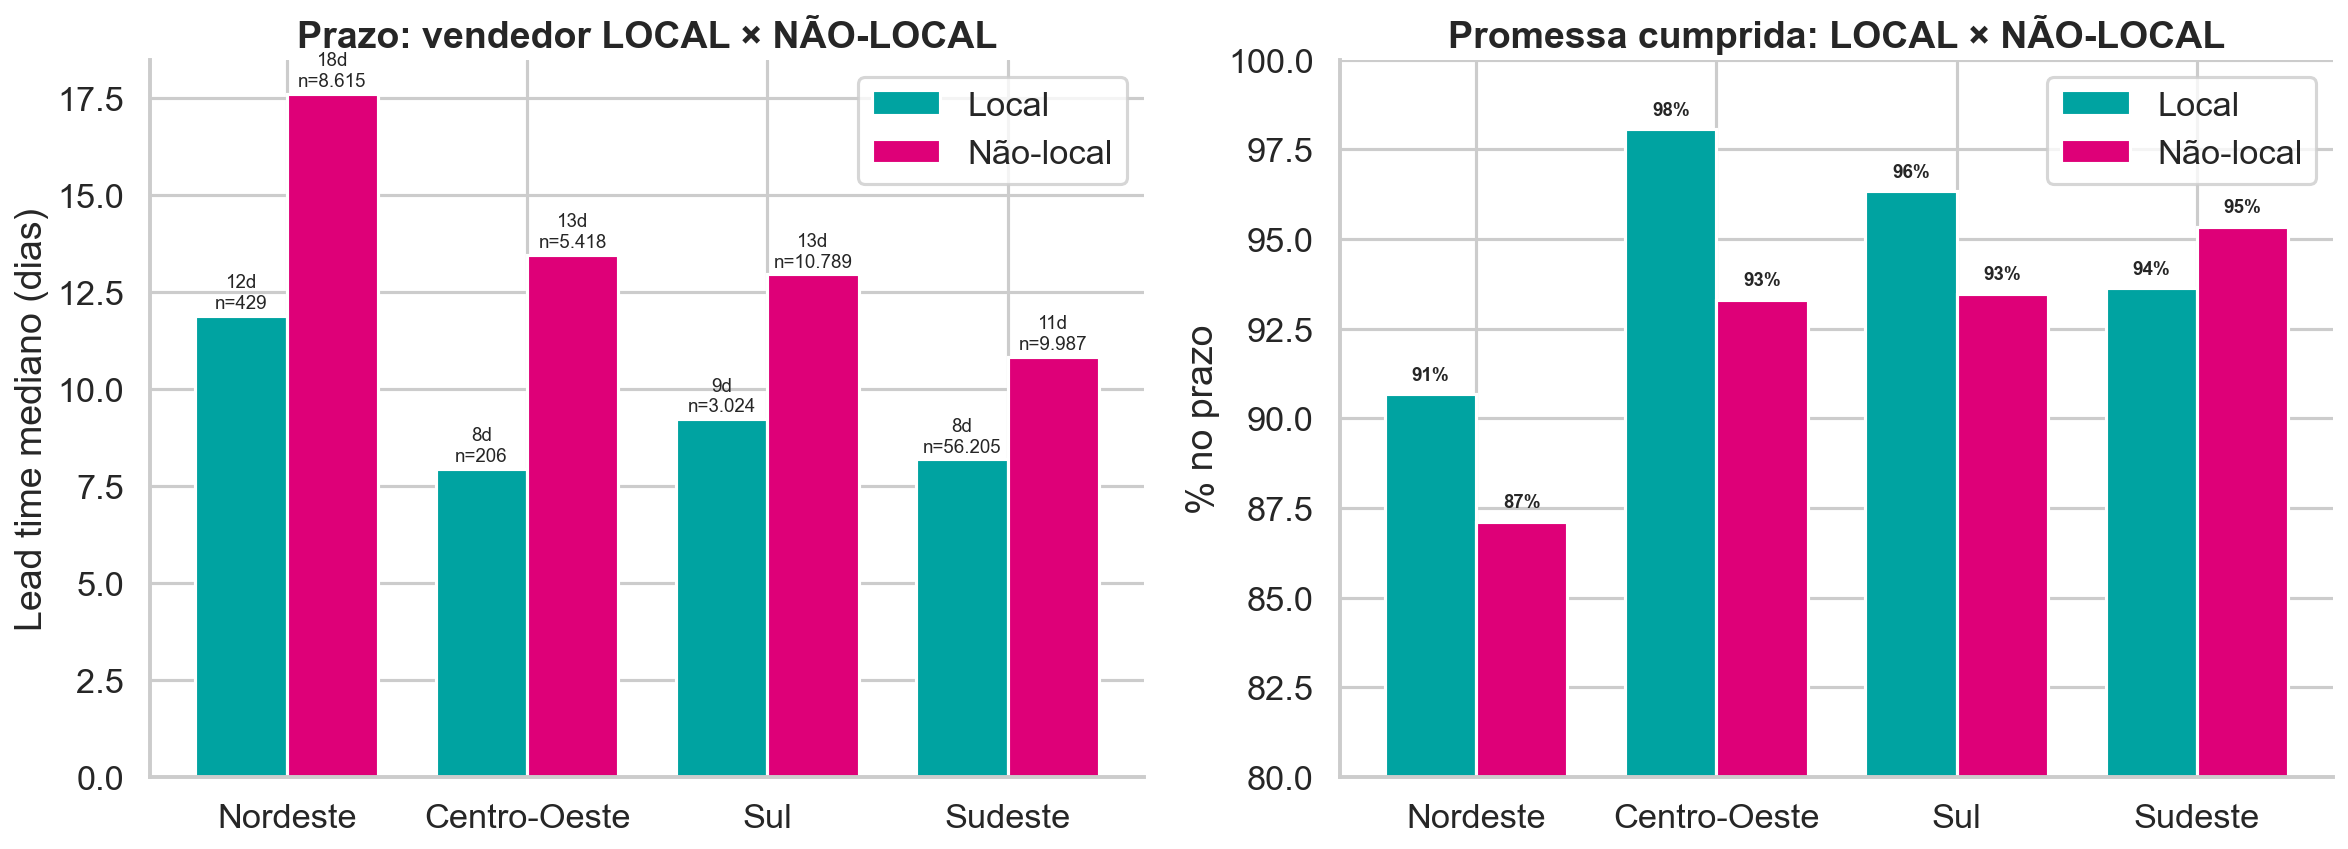 Prazo: vendedor LOCAL × NÃO-LOCAL
Lead time mediano (dias)
17.5
15.0
12.5
10.0
7.5
5.0
2.5
0.0
18d
n=8.615
12d
n=429
13d
n=5.418
8d
n=206
13d
n=10.789
9d
n=3.024
11d
n=9.987
8d
n=56.205
Local
Não-local
Nordeste
Centro-Oeste
Sul
Sudeste
Promessa cumprida: LOCAL × NÃO-LOCAL
% no prazo
100.0
97.5
95.0
92.5
90.0
87.5
85.0
82.5
80.0
91%
87%
98%
93%
96%
93%
94%
95%
Local
Não-local
Nordeste
Centro-Oeste
Sul
Sudeste